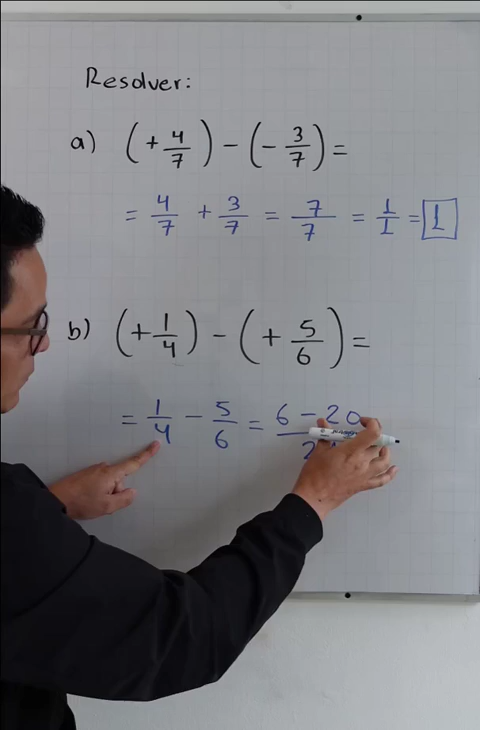 Resolver:
a) (+ 4/7) - (- 3/7) =
= 4/7 + 3/7 = 7/7 = 1/1 = 1
b) (+ 1/4) - (+ 5/6) =
= 1/4 - 5/6 = 6 - 20